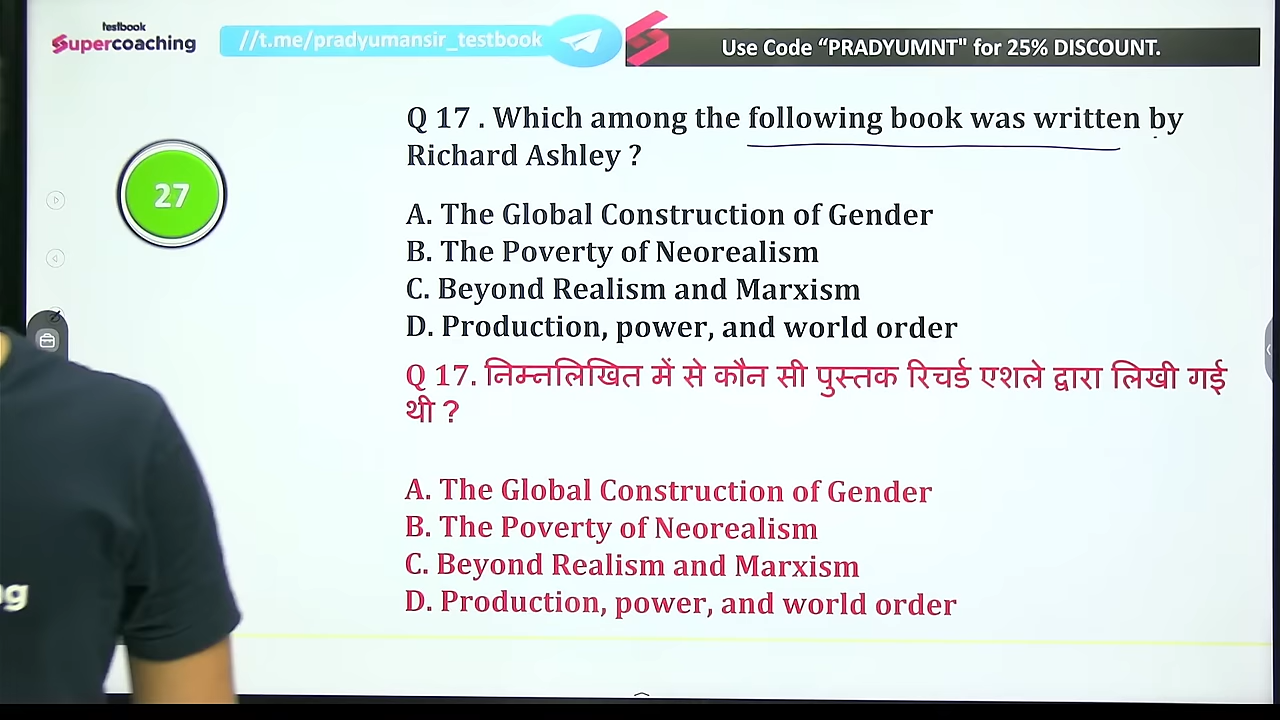 testbook
Supercoaching
//t.me/pradyumansir_testbook
Use Code “PRADYUMNT" for 25% DISCOUNT.
Q 17 . Which among the following book was written by
Richard Ashley ?
27
A. The Global Construction of Gender
B. The Poverty of Neorealism
C. Beyond Realism and Marxism
D. Production, power, and world order
Q 17. निम्नलिखित में से कौन सी पुस्तक रिचर्ड एशले द्वारा लिखी गई
थी ?
A. The Global Construction of Gender
B. The Poverty of Neorealism
C. Beyond Realism and Marxism
D. Production, power, and world order